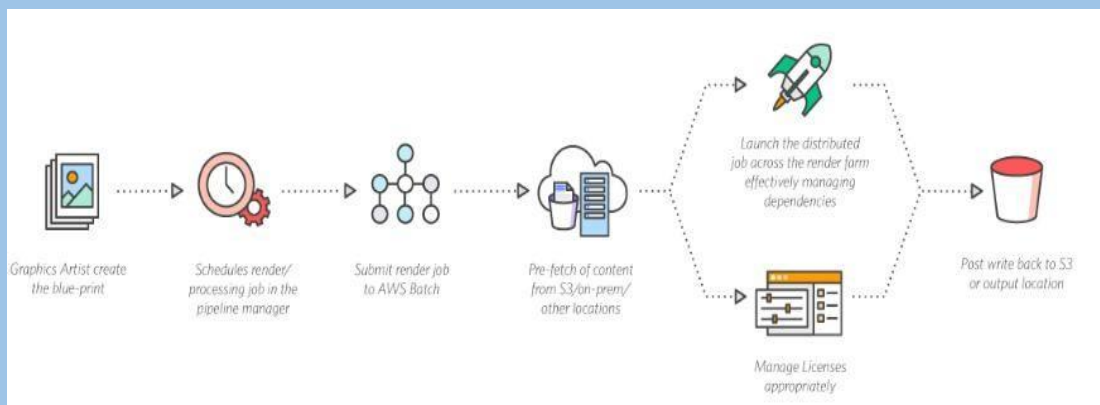 Graphics Artist create
the blue-print
Schedules render/
processing job in the
pipeline manager
Submit render job
to AWS Batch
Pre-fetch of content
from S3/on-prem/
other locations
Launch the distributed
job across the render farm
effectively managing
dependencies
Manage Licenses
appropriately
Post write back to S3
or output location